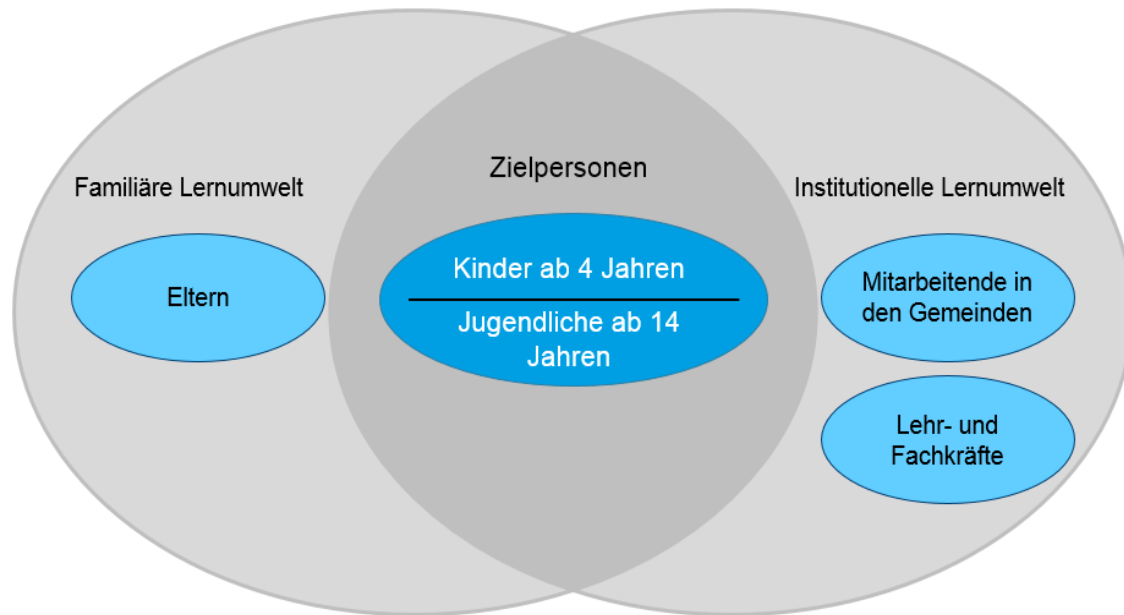 Zielpersonen
Familiäre Lernumwelt
Eltern
Kinder ab 4 Jahren
Jugendliche ab 14
Jahren
Institutionelle Lernumwelt
Mitarbeitende in
den Gemeinden
Lehr- und
Fachkräfte